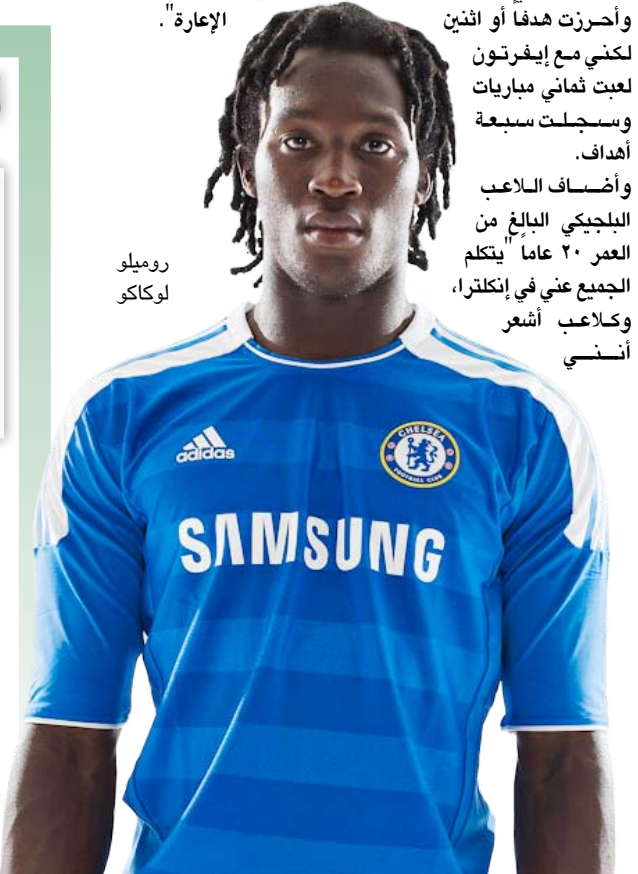 وأحرزت هدفاً أو اثنين
لكني مع إيفرتون
لعبت ثماني مباريات
وسجلت سبعة
أهداف.
وأضاف اللاعب
البلجيكي البالغ من
العمر ٢٠ عاماً "يتكلم
الجميع عني في إنكلترا،
وكلاعب أشعر
أنني
الإعارة".
روميلو
لوكاكو
adidas
CHELSEA
FOOTBALL CLUB
SAMSUNG